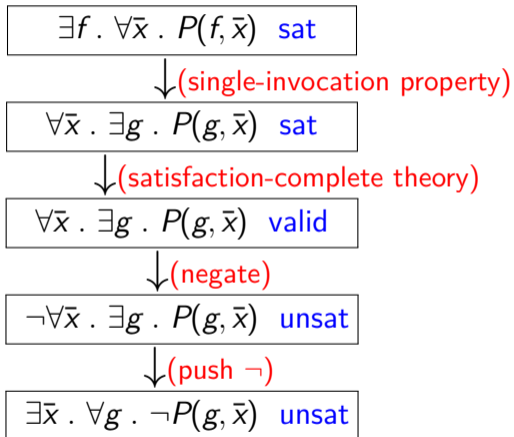 ∃f . ∀x̄ . P(f, x̄) sat
(single-invocation property)
∀x̄ . ∃g . P(g, x̄) sat
(satisfaction-complete theory)
∀x̄ . ∃g . P(g, x̄) valid
(negate)
¬∀x̄ . ∃g . P(g, x̄) unsat
(push ¬)
∃x̄ . ∀g . ¬P(g, x̄) unsat